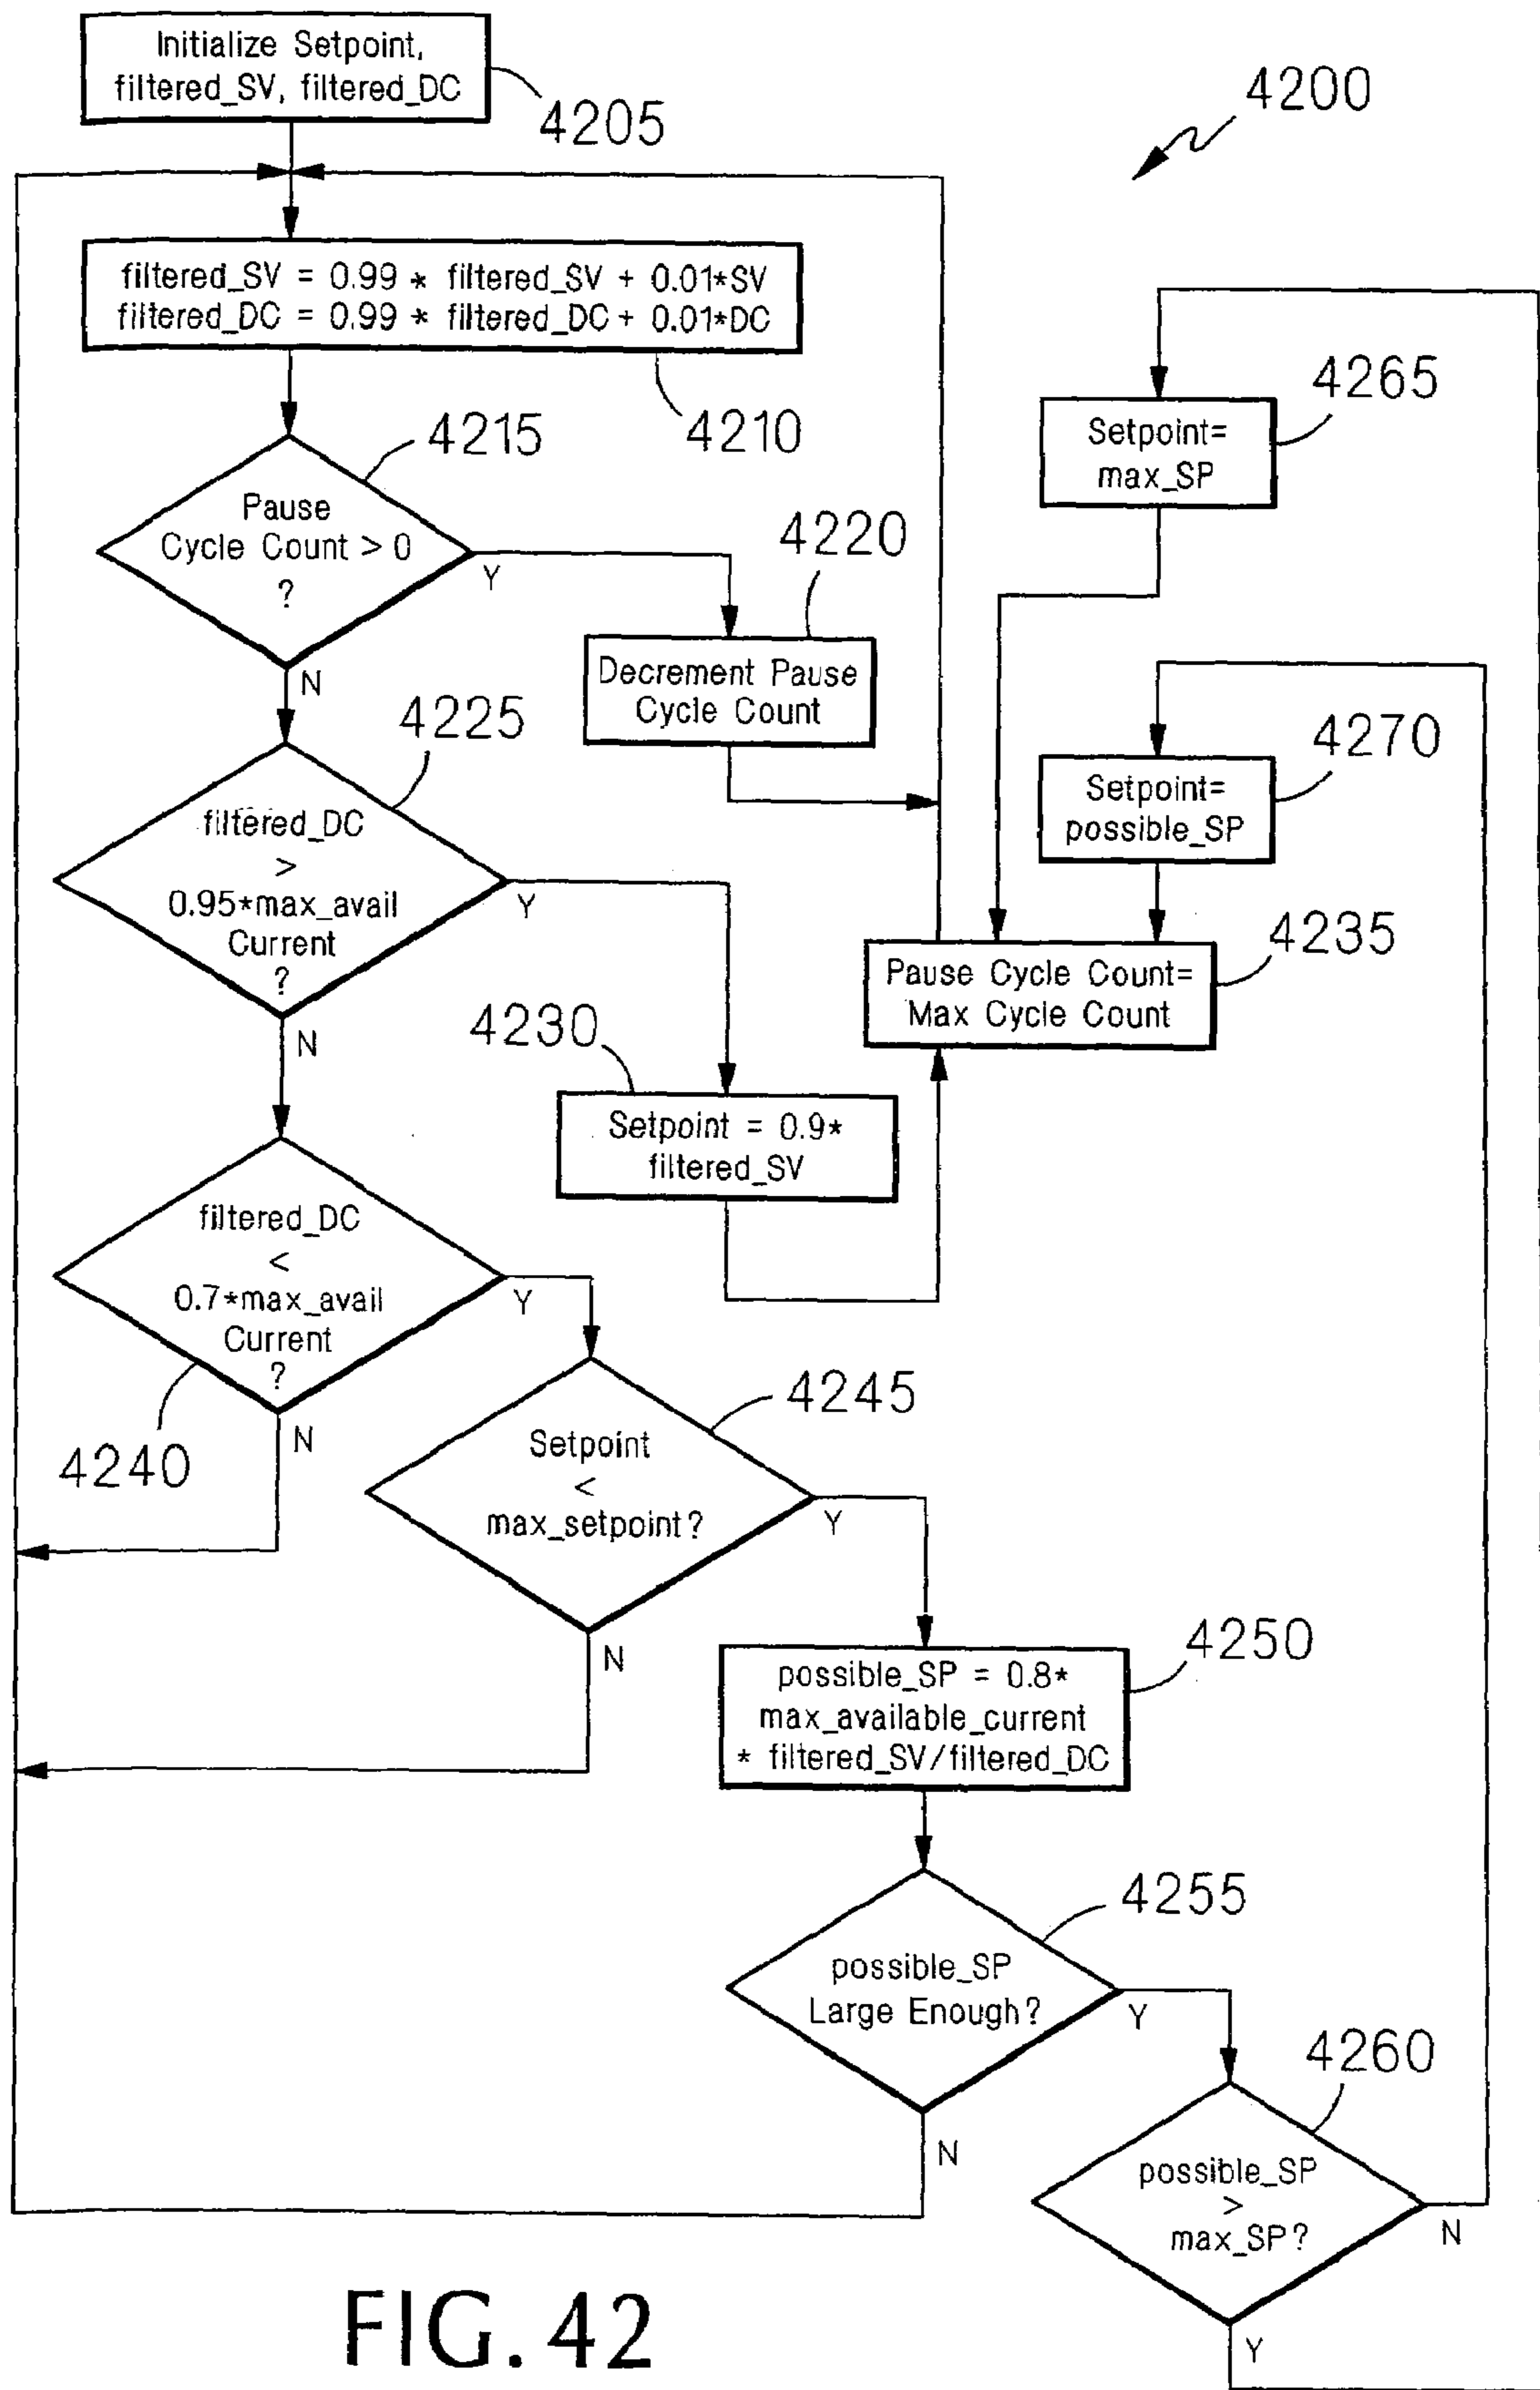 Initialize Setpoint,
filtered_SV, filtered_DC
4205
4200
filtered_SV = 0.99 * filtered_SV + 0.01*SV
filtered_DC = 0.99 * filtered_DC + 0.01*DC
4210
4215
Pause
Cycle Count > 0
?
Y
N
4220
Decrement Pause
Cycle Count
4265
Setpoint=
max_SP
4225
filtered_DC
>
0.95*max_avail
Current
?
Y
N
4270
Setpoint=
possible_SP
4235
Pause Cycle Count=
Max Cycle Count
4230
Setpoint = 0.9*
filtered_SV
filtered_DC
<
0.7*max_avail
Current
?
Y
N
4240
4245
Setpoint
<
max_setpoint?
Y
N
4250
possible_SP = 0.8*
max_available_current
* filtered_SV/filtered_DC
4255
possible_SP
Large Enough?
Y
N
4260
possible_SP
>
max_SP?
N
Y
FIG. 42